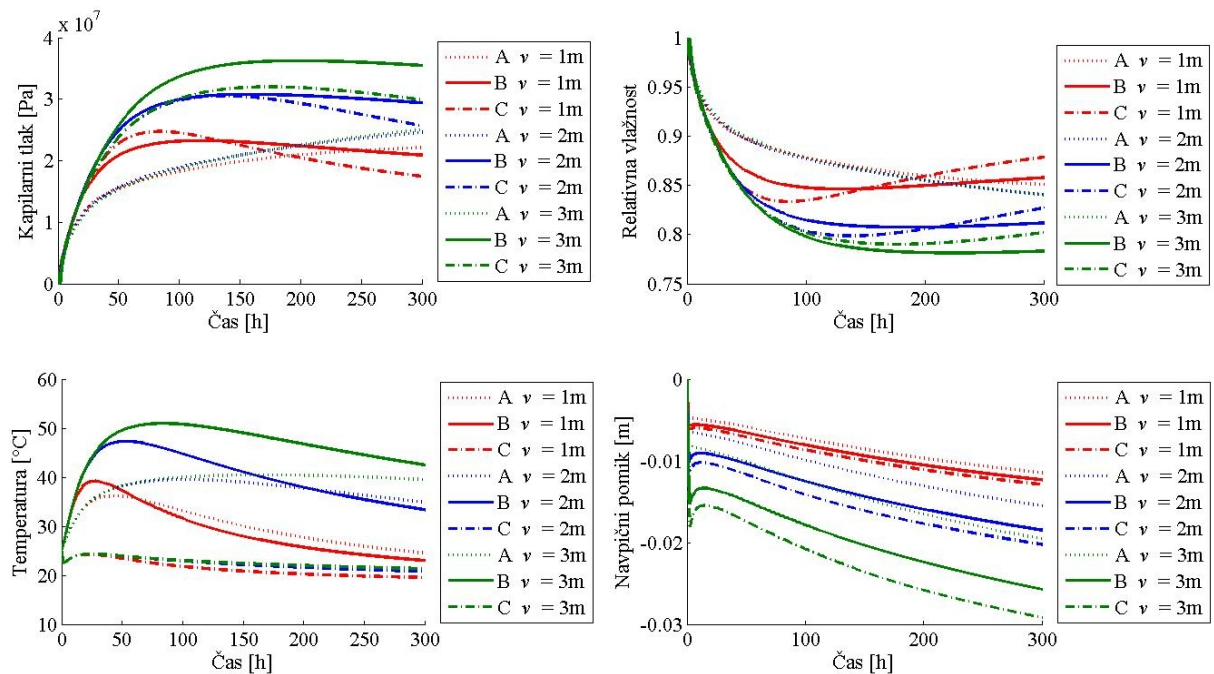 x 10⁷
4
3
2
1
0
Kapilarni tlak [Pa]
0 50 100 150 200 250 300
Čas [h]
A v = 1m
B v = 1m
C v = 1m
A v = 2m
B v = 2m
C v = 2m
A v = 3m
B v = 3m
C v = 3m
1
0.95
0.9
0.85
0.8
0.75
Relativna vlažnost
0 100 200 300
Čas [h]
A v = 1m
B v = 1m
C v = 1m
A v = 2m
B v = 2m
C v = 2m
A v = 3m
B v = 3m
C v = 3m
60
50
40
30
20
10
Temperatura [°C]
0 50 100 150 200 250 300
Čas [h]
A v = 1m
B v = 1m
C v = 1m
A v = 2m
B v = 2m
C v = 2m
A v = 3m
B v = 3m
C v = 3m
0
-0.01
-0.02
-0.03
Navpični pomik [m]
0 100 200 300
Čas [h]
A v = 1m
B v = 1m
C v = 1m
A v = 2m
B v = 2m
C v = 2m
A v = 3m
B v = 3m
C v = 3m